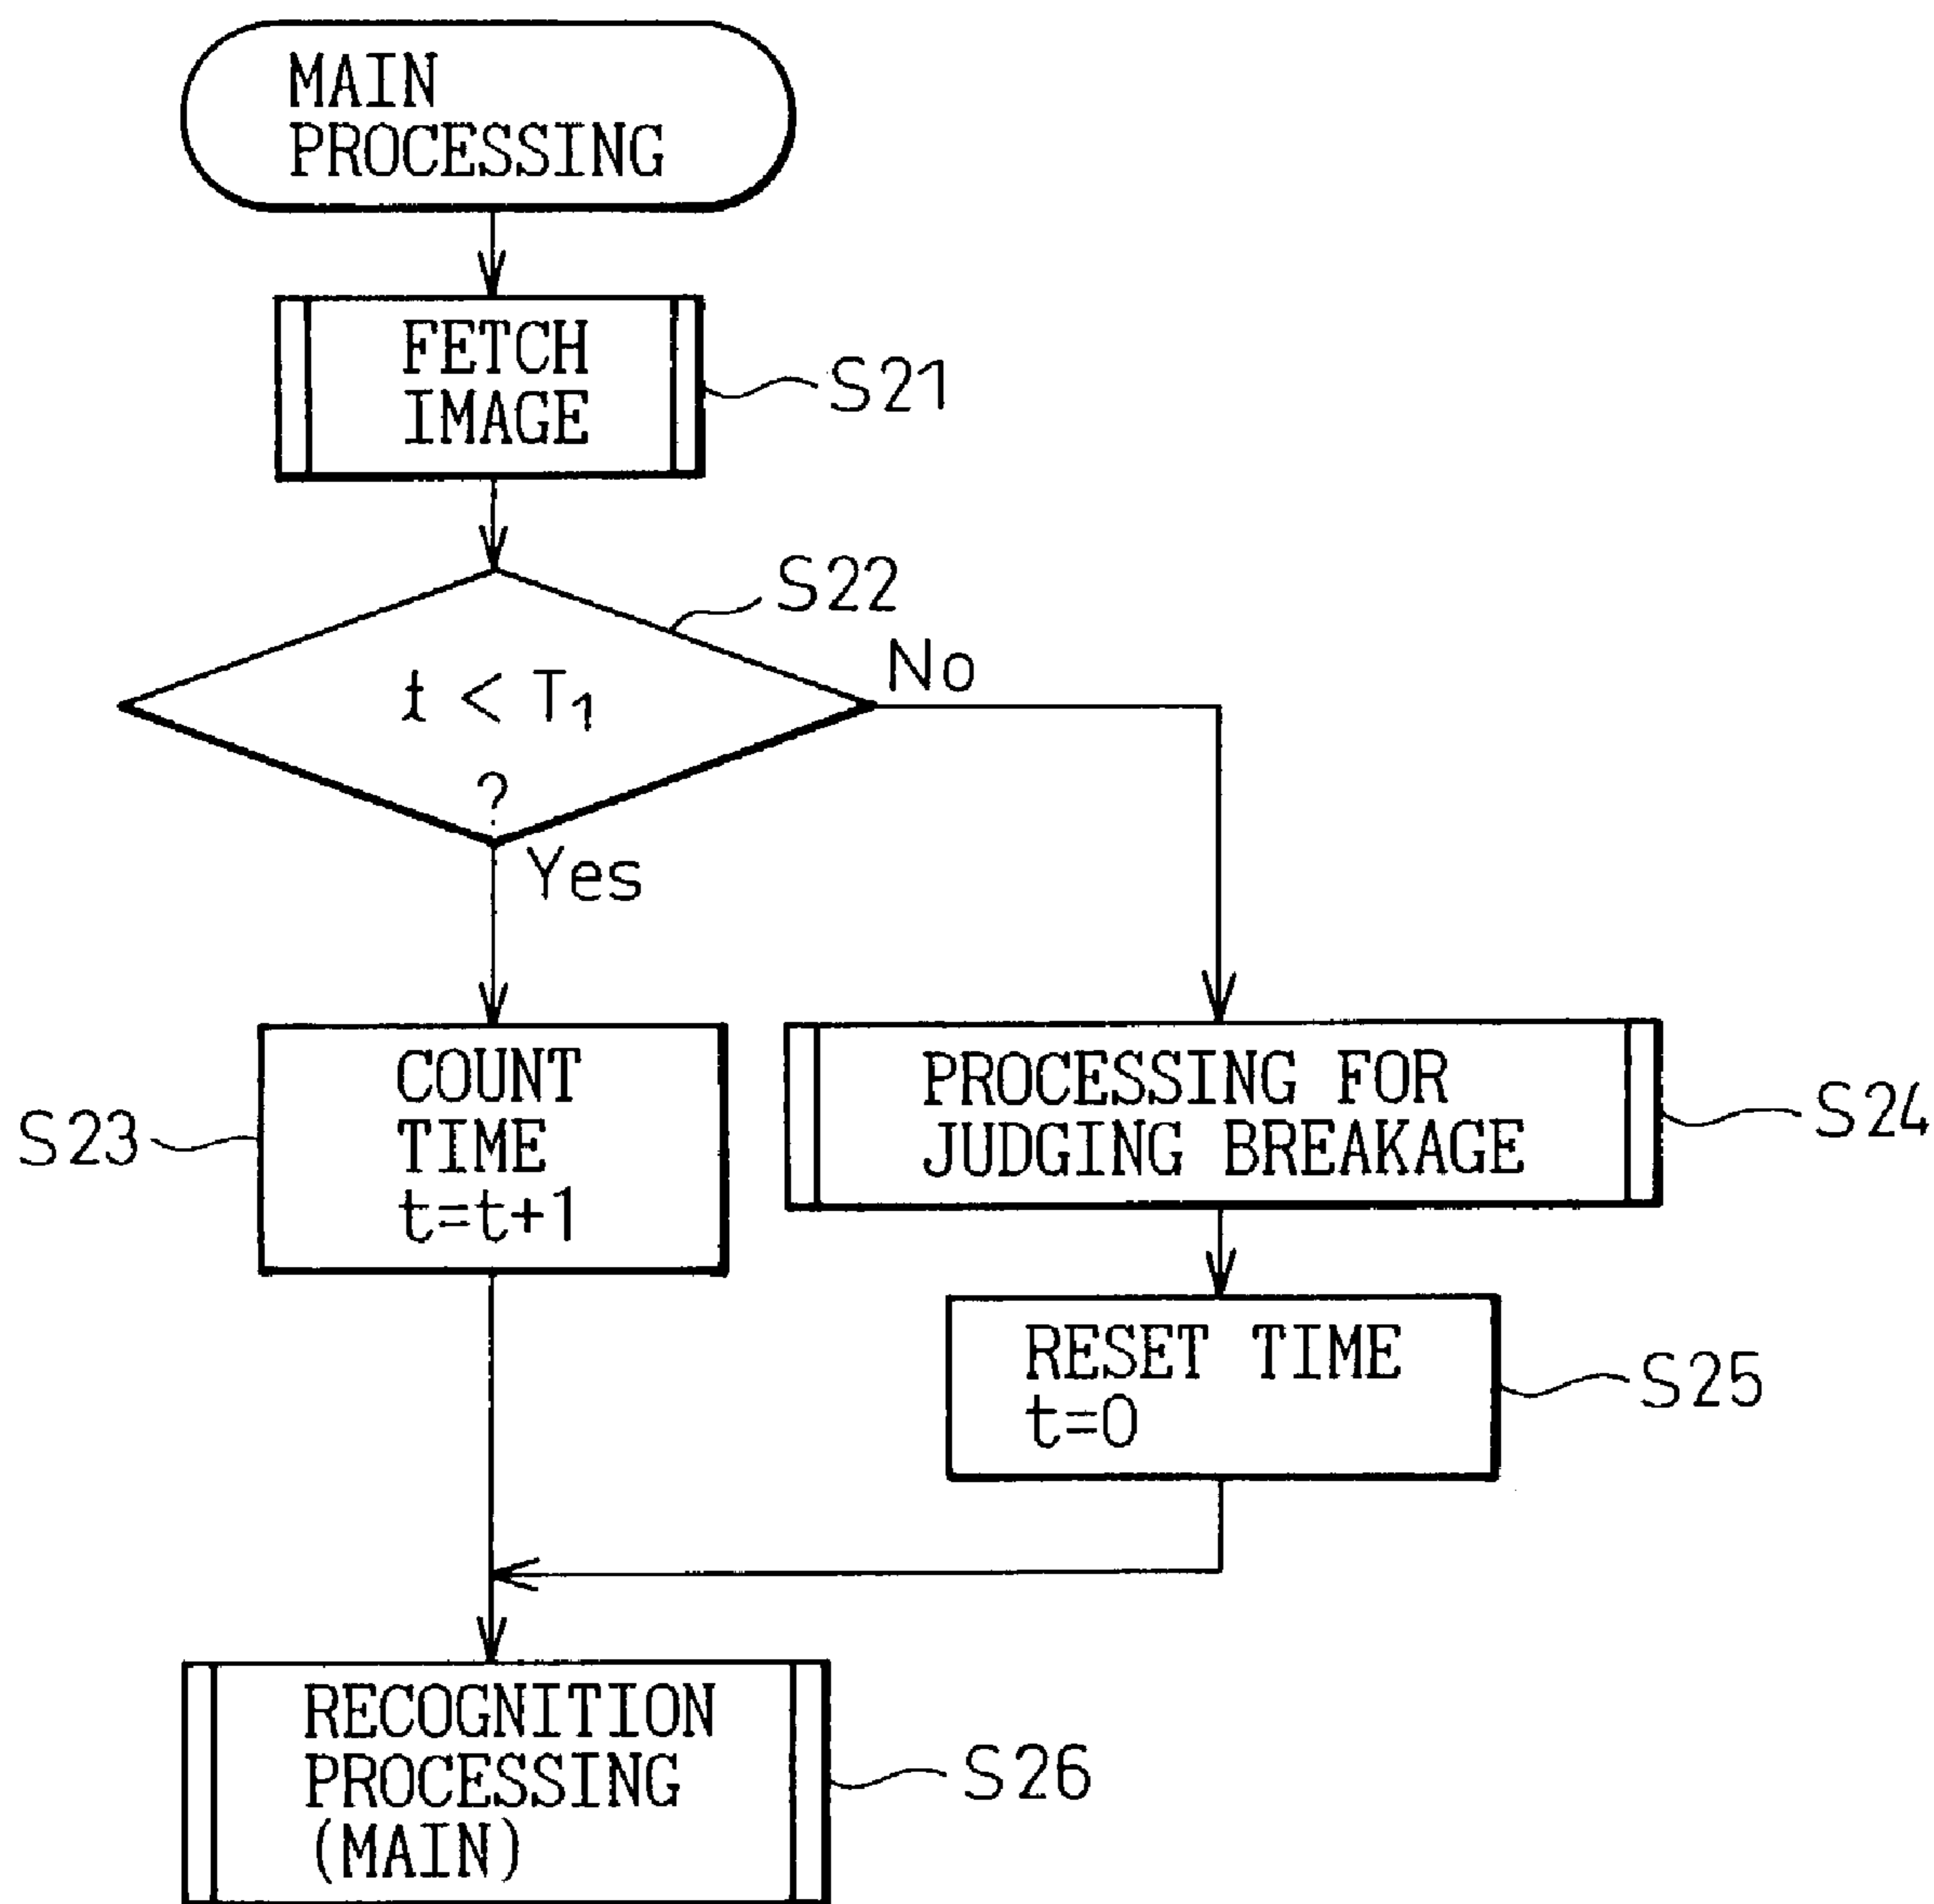 MAIN
PROCESSING
FETCH
IMAGE
S21
S22
t < T₁
?
No
Yes
COUNT
TIME
t=t+1
S23
PROCESSING FOR
JUDGING BREAKAGE
S24
RESET TIME
t=0
S25
RECOGNITION
PROCESSING
(MAIN)
S26